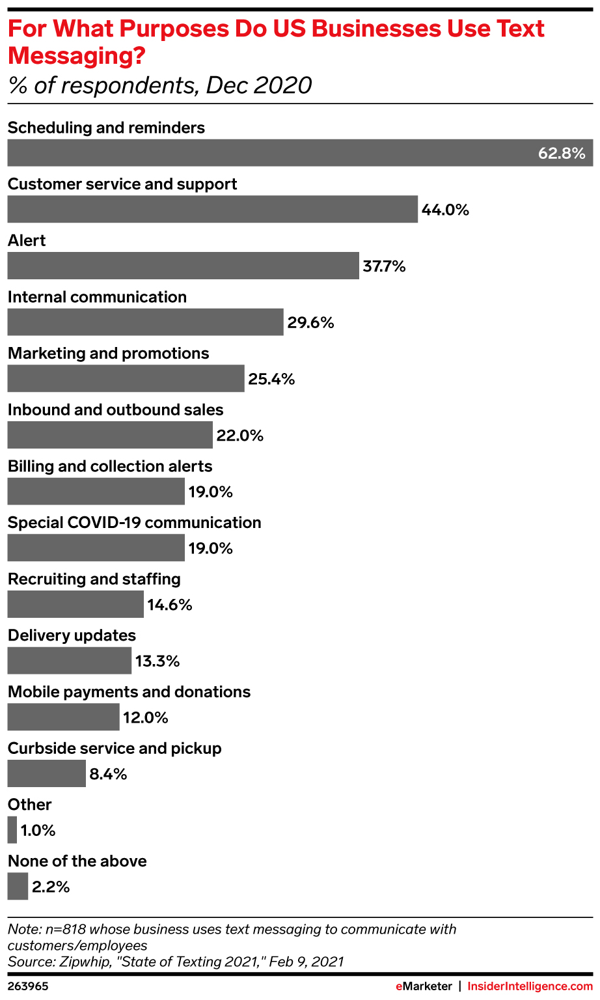 For What Purposes Do US Businesses Use Text
Messaging?
% of respondents, Dec 2020
Scheduling and reminders
62.8%
Customer service and support
44.0%
Alert
37.7%
Internal communication
29.6%
Marketing and promotions
25.4%
Inbound and outbound sales
22.0%
Billing and collection alerts
19.0%
Special COVID-19 communication
19.0%
Recruiting and staffing
14.6%
Delivery updates
13.3%
Mobile payments and donations
12.0%
Curbside service and pickup
8.4%
Other
1.0%
None of the above
2.2%
Note: n=818 whose business uses text messaging to communicate with
customers/employees
Source: Zipwhip, "State of Texting 2021," Feb 9, 2021
263965 eMarketer | InsiderIntelligence.com